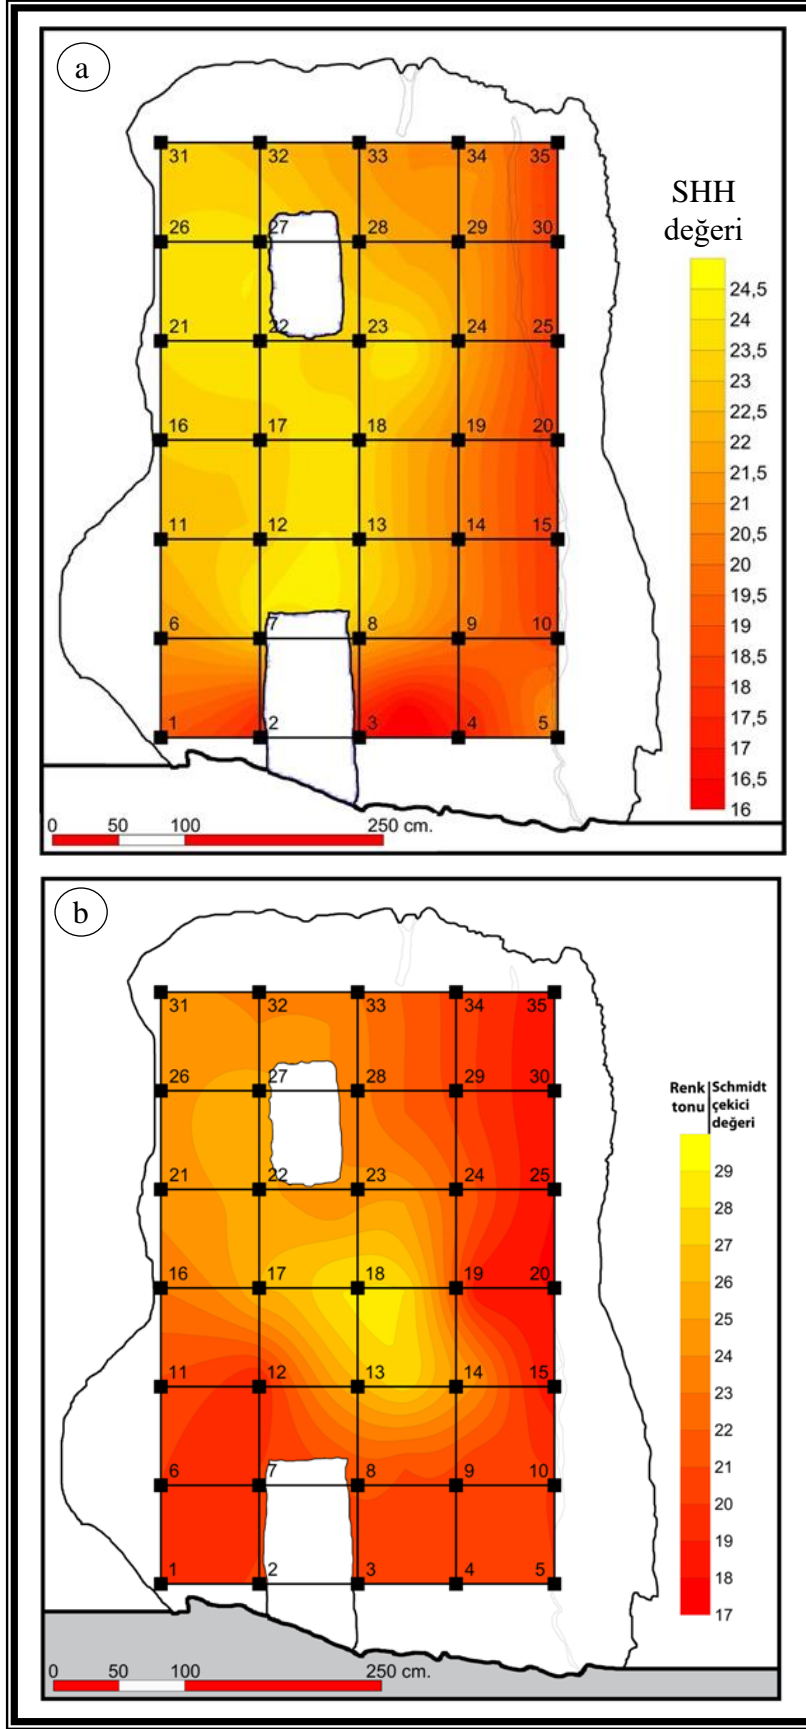 a
31 32 33 34 35
26 27 28 29 30
21 22 23 24 25
16 17 18 19 20
11 12 13 14 15
6 7 8 9 10
1 2 3 4 5
0 50 100 250 cm.
SHH
değeri
24,5
24
23,5
23
22,5
22
21,5
21
20,5
20
19,5
19
18
17,5
17
16,5
16
b
31 32 33 34 35
26 27 28 29 30
21 22 23 24 25
16 17 18 19 20
11 12 13 14 15
6 7 8 9 10
1 2 3 4 5
0 50 100 250 cm.
Renk
tonu
Schmidt
çekici
değeri
29
28
27
26
25
24
23
22
21
20
19
18
17